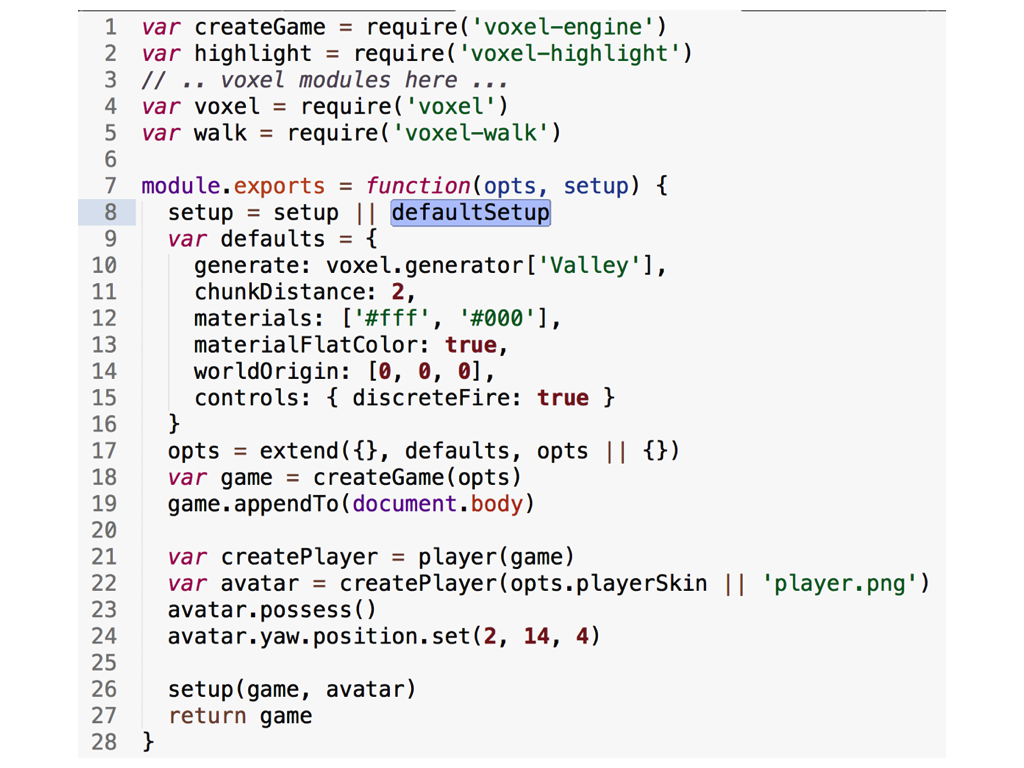 1 var createGame = require('voxel-engine')
2 var highlight = require('voxel-highlight')
3 // .. voxel modules here ...
4 var voxel = require('voxel')
5 var walk = require('voxel-walk')
6
7 module.exports = function(opts, setup) {
8   setup = setup || defaultSetup
9   var defaults = {
10     generate: voxel.generator['Valley'],
11     chunkDistance: 2,
12     materials: ['#fff', '#000'],
13     materialFlatColor: true,
14     worldOrigin: [0, 0, 0],
15     controls: { discreteFire: true }
16   }
17   opts = extend({}, defaults, opts || {})
18   var game = createGame(opts)
19   game.appendTo(document.body)
20
21   var createPlayer = player(game)
22   var avatar = createPlayer(opts.playerSkin || 'player.png')
23   avatar.possess()
24   avatar.yaw.position.set(2, 14, 4)
25
26   setup(game, avatar)
27   return game
28 }